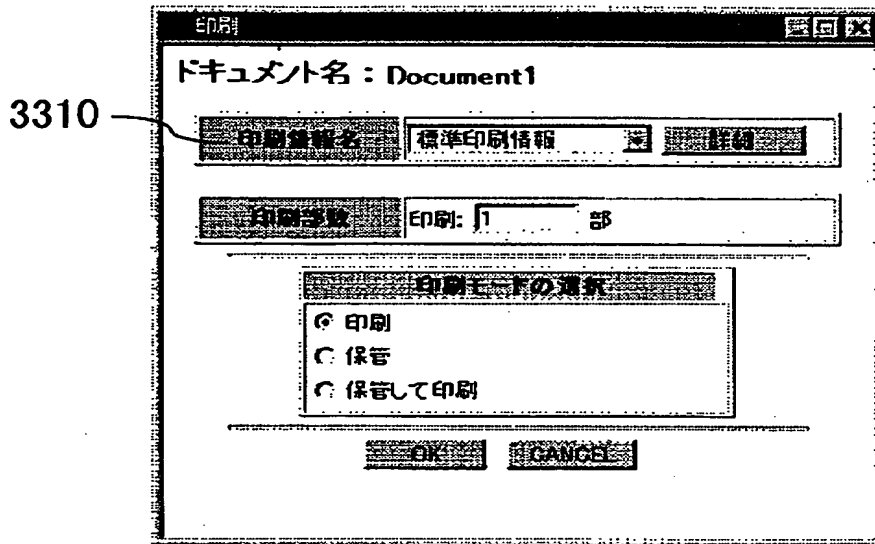 印刷
ドキュメント名：Document1
3310
印刷情報名 標準印刷情報 詳細
印刷部数 印刷: 1 部
印刷モードの選択
印刷
保管
保管して印刷
OK CANCEL